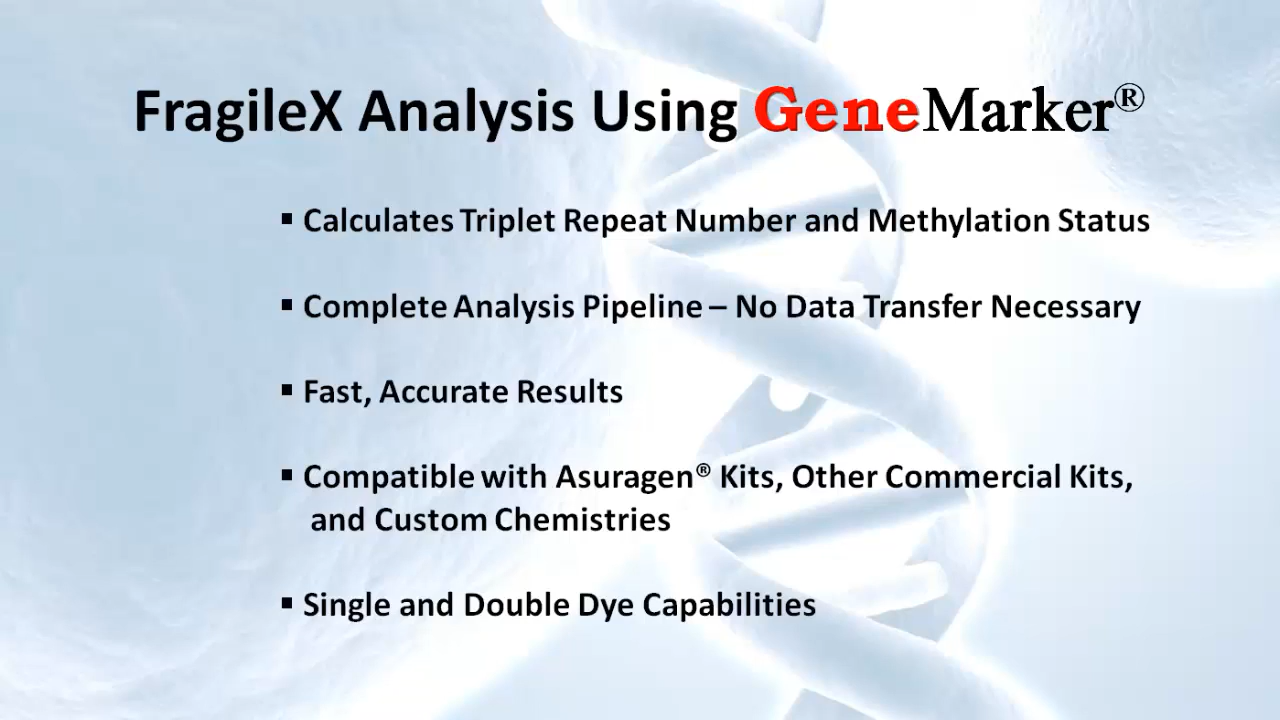 FragileX Analysis Using GeneMarker®
▪ Calculates Triplet Repeat Number and Methylation Status
▪ Complete Analysis Pipeline – No Data Transfer Necessary
▪ Fast, Accurate Results
▪ Compatible with Asuragen® Kits, Other Commercial Kits,
and Custom Chemistries
▪ Single and Double Dye Capabilities